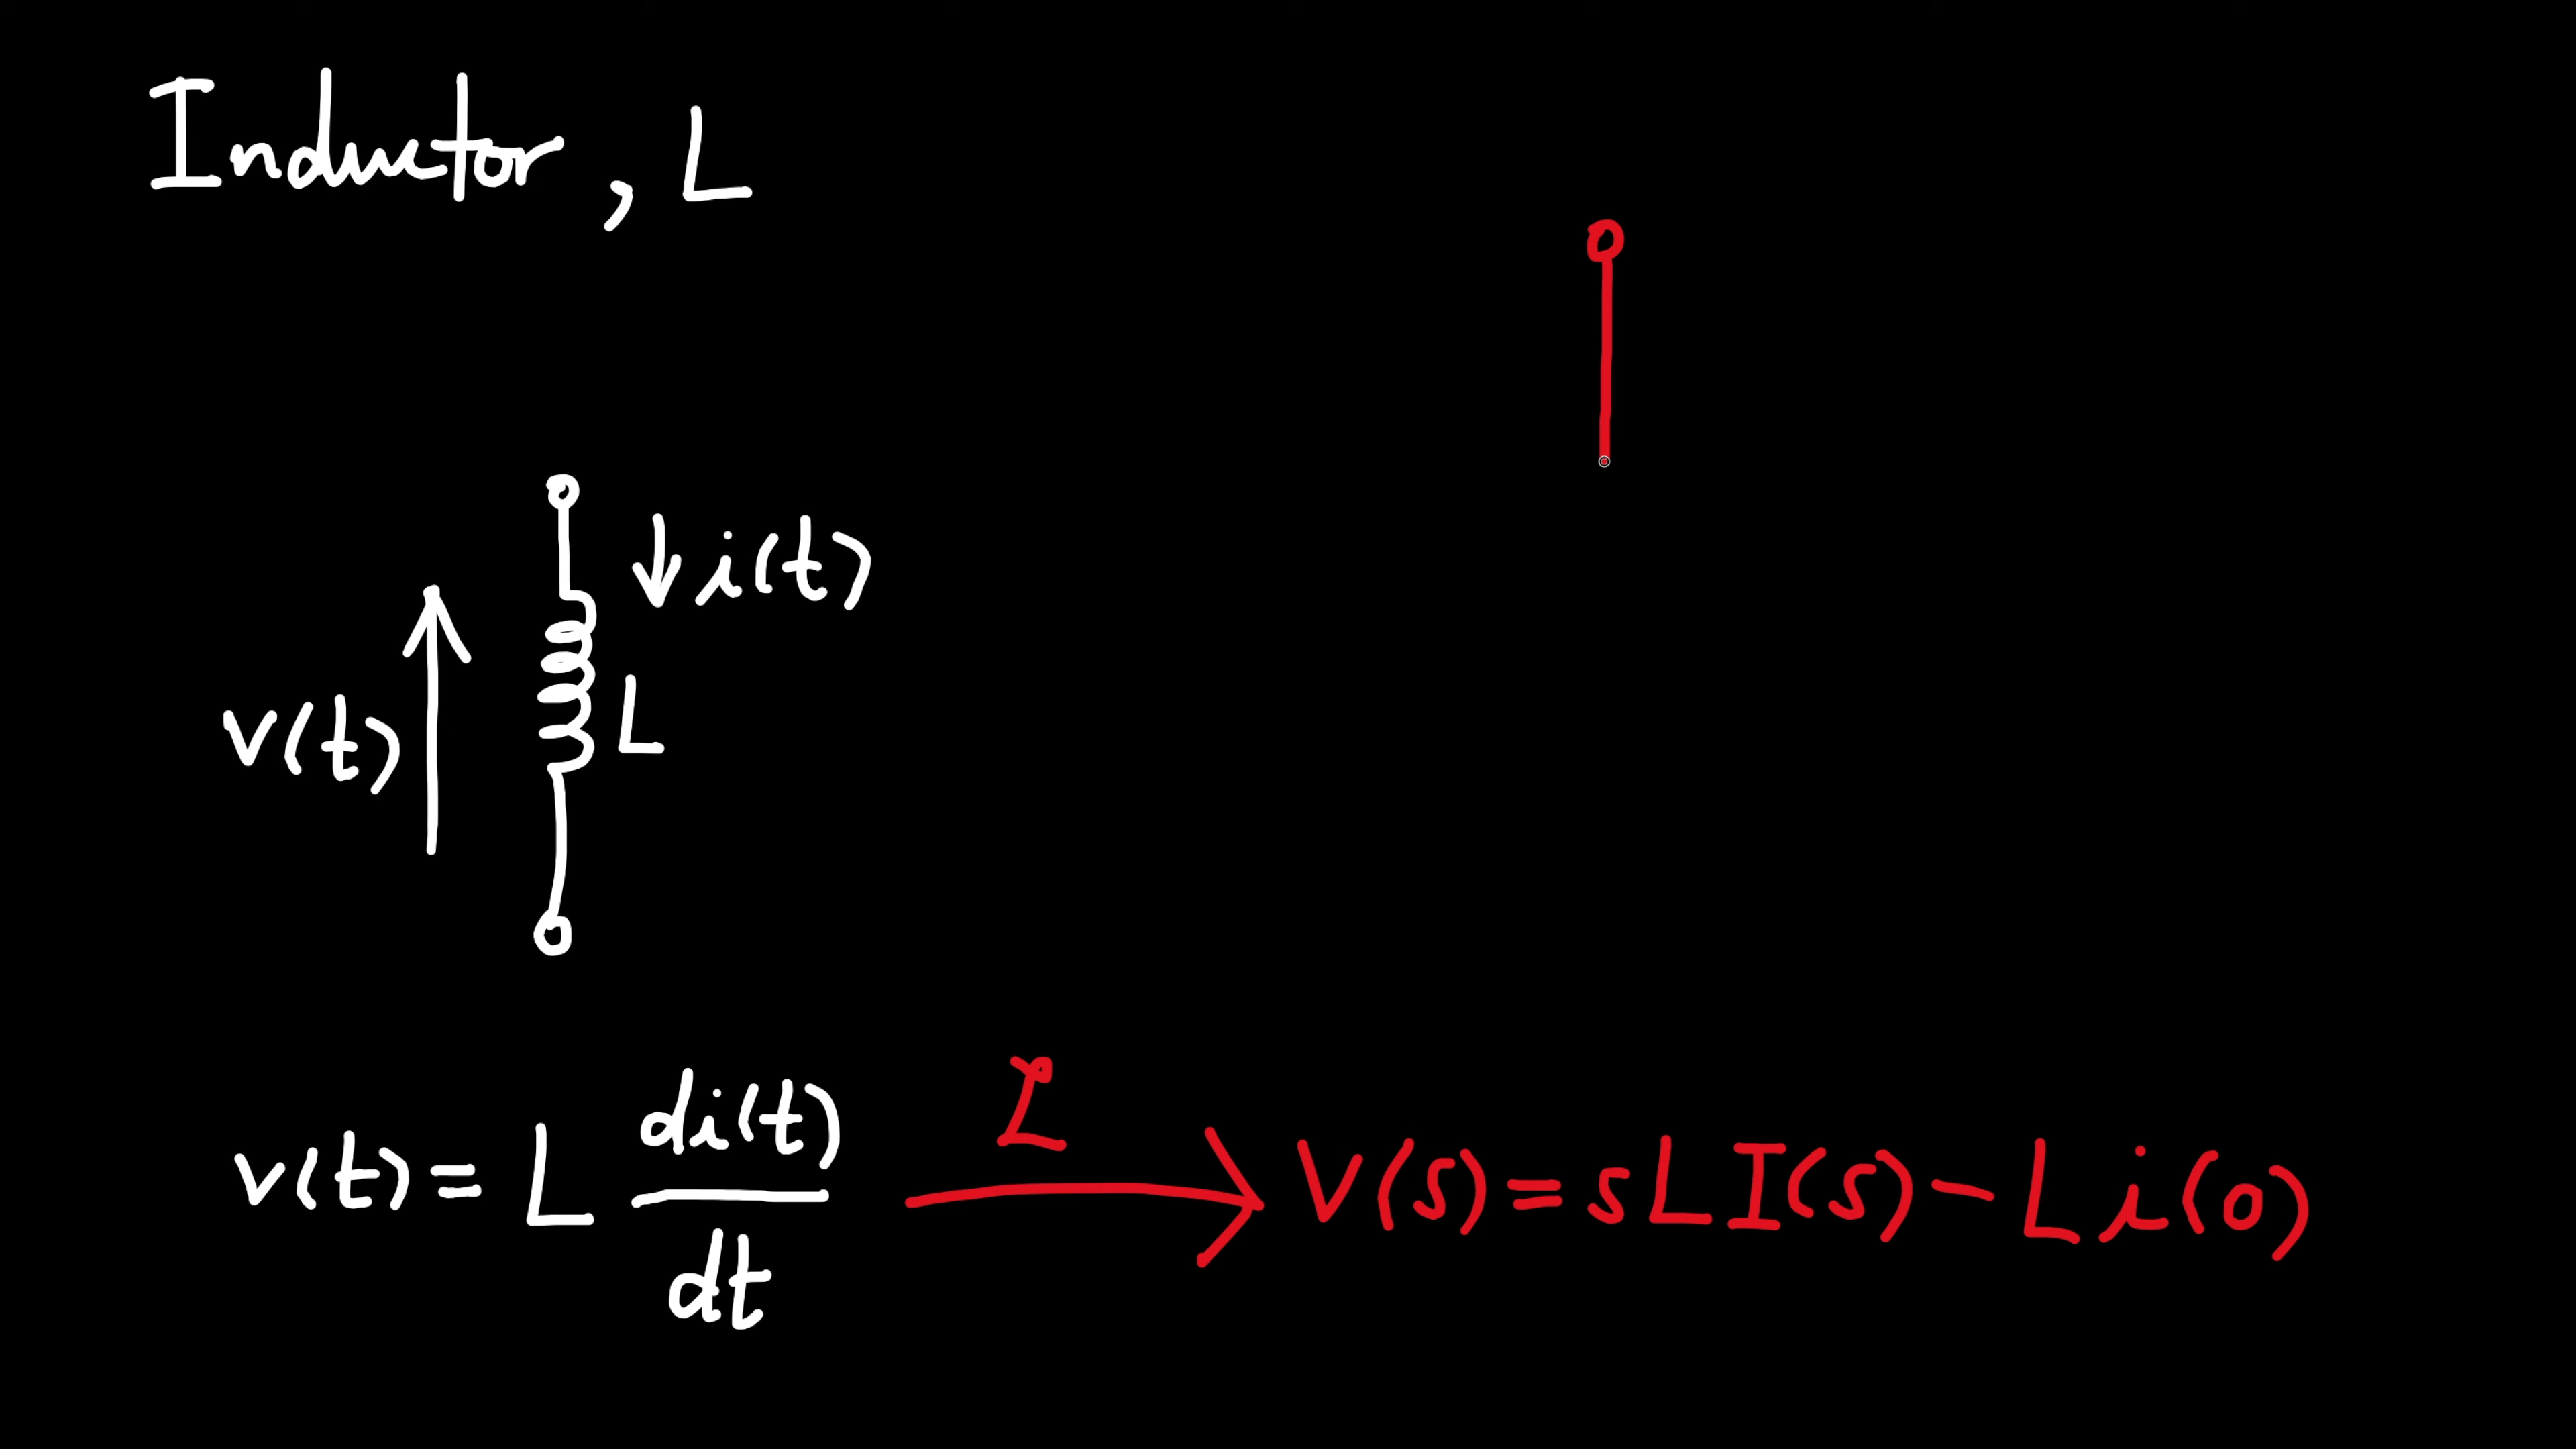 Inductor, L
↓i(t)
v(t)
L
v(t) = L di(t)/dt ℒ→ V(s) = sLI(s) - Li(0)